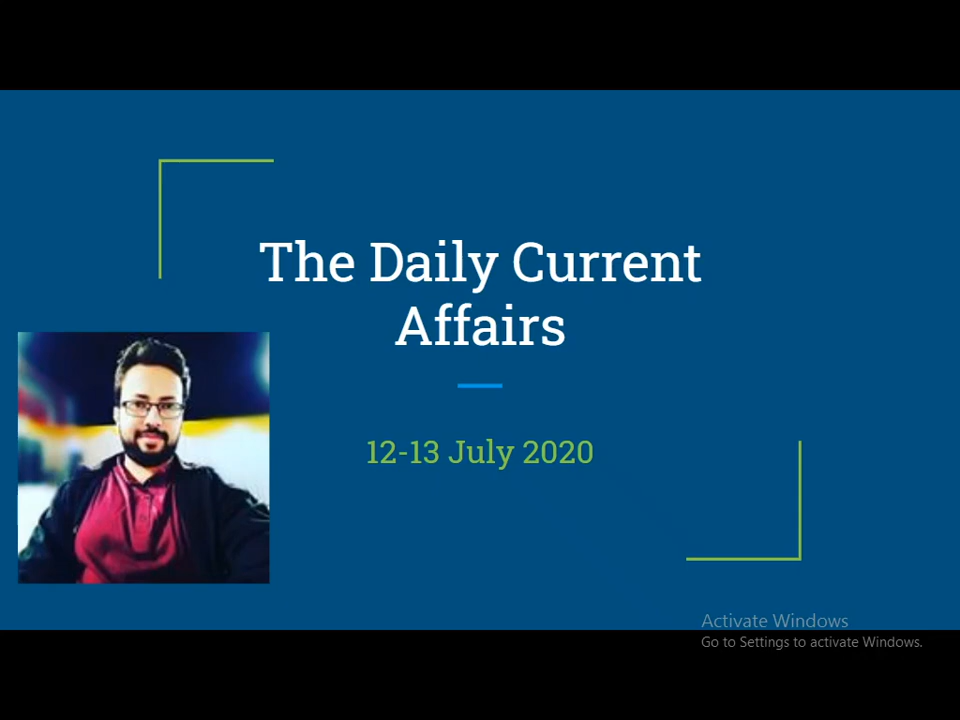 The Daily Current
Affairs
12-13 July 2020
Activate Windows
Go to Settings to activate Windows.